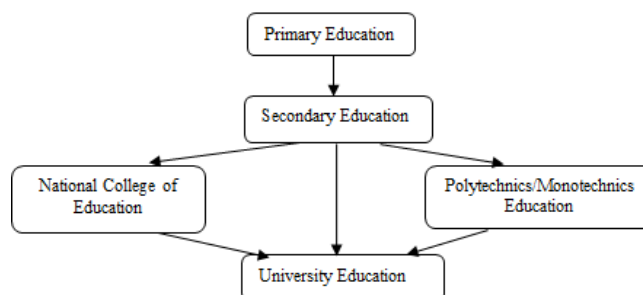 Primary Education
Secondary Education
National College of
Education
Polytechnics/Monotechnics
Education
University Education